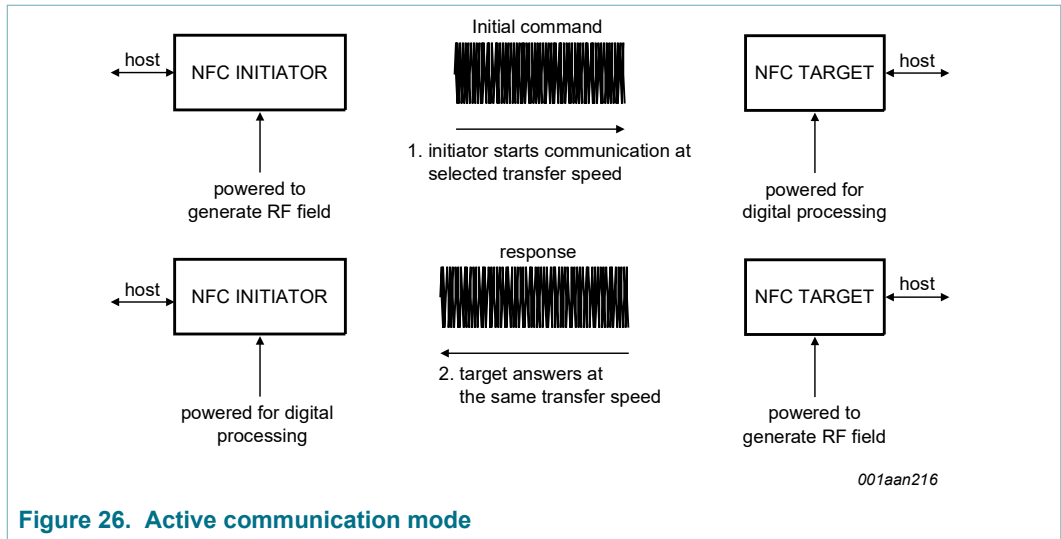 Initial command
host
NFC INITIATOR
NFC TARGET
host
1. initiator starts communication at
selected transfer speed
powered to
generate RF field
powered for
digital processing
response
host
NFC INITIATOR
NFC TARGET
host
2. target answers at
the same transfer speed
powered for digital
processing
powered to
generate RF field
001aan216
Figure 26. Active communication mode